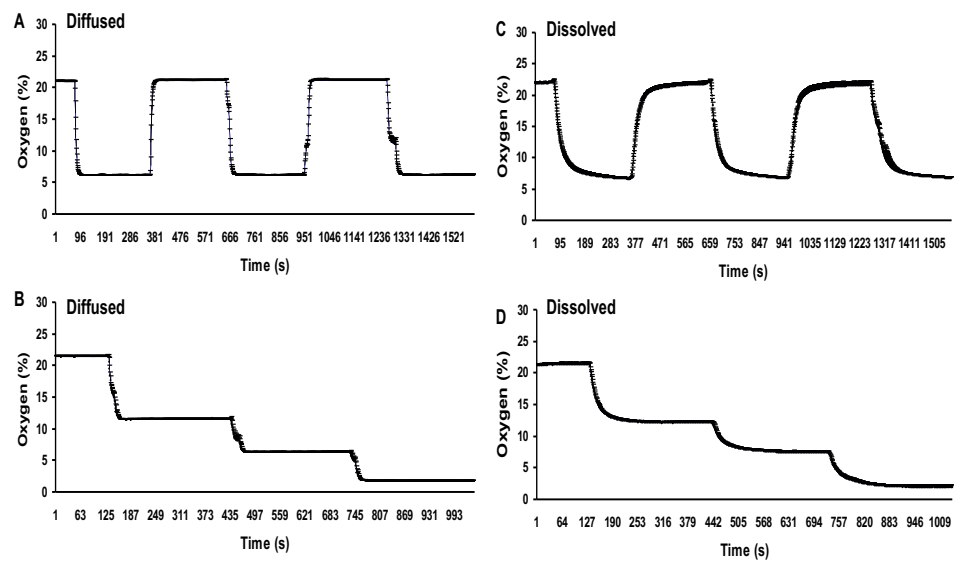 A Diffused
30
25
20
15
10
5
0
Oxygen (%)
1 96 191 286 381 476 571 666 761 856 951 1046 1141 1236 1331 1426 1521
Time (s)
C Dissolved
30
25
20
15
10
5
0
Oxygen (%)
1 95 189 283 377 471 565 659 753 847 941 1035 1129 1223 1317 1411 1505
Time (s)
B Diffused
30
25
20
15
10
5
0
Oxygen (%)
1 63 125 187 249 311 373 435 497 559 621 683 745 807 869 931 993
Time (s)
D Dissolved
30
25
20
15
10
5
0
Oxygen (%)
1 64 127 190 253 316 379 442 505 568 631 694 757 820 883 946 1009
Time (s)